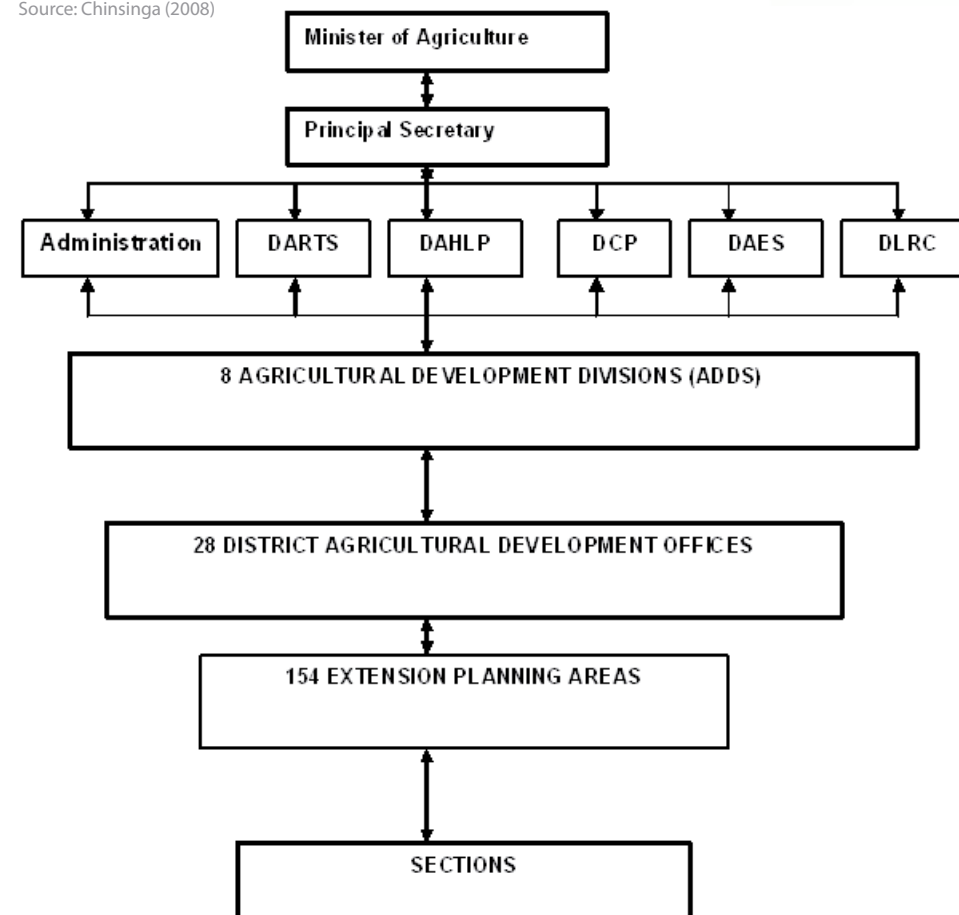 Source: Chinsinga (2008)
Minister of Agriculture
Principal Secretary
Administration
DARTS
DAHLP
DCP
DAES
DLRC
8 AGRICULTURAL DEVELOPMENT DIVISIONS (ADDS)
28 DISTRICT AGRICULTURAL DEVELOPMENT OFFICES
154 EXTENSION PLANNING AREAS
SECTIONS